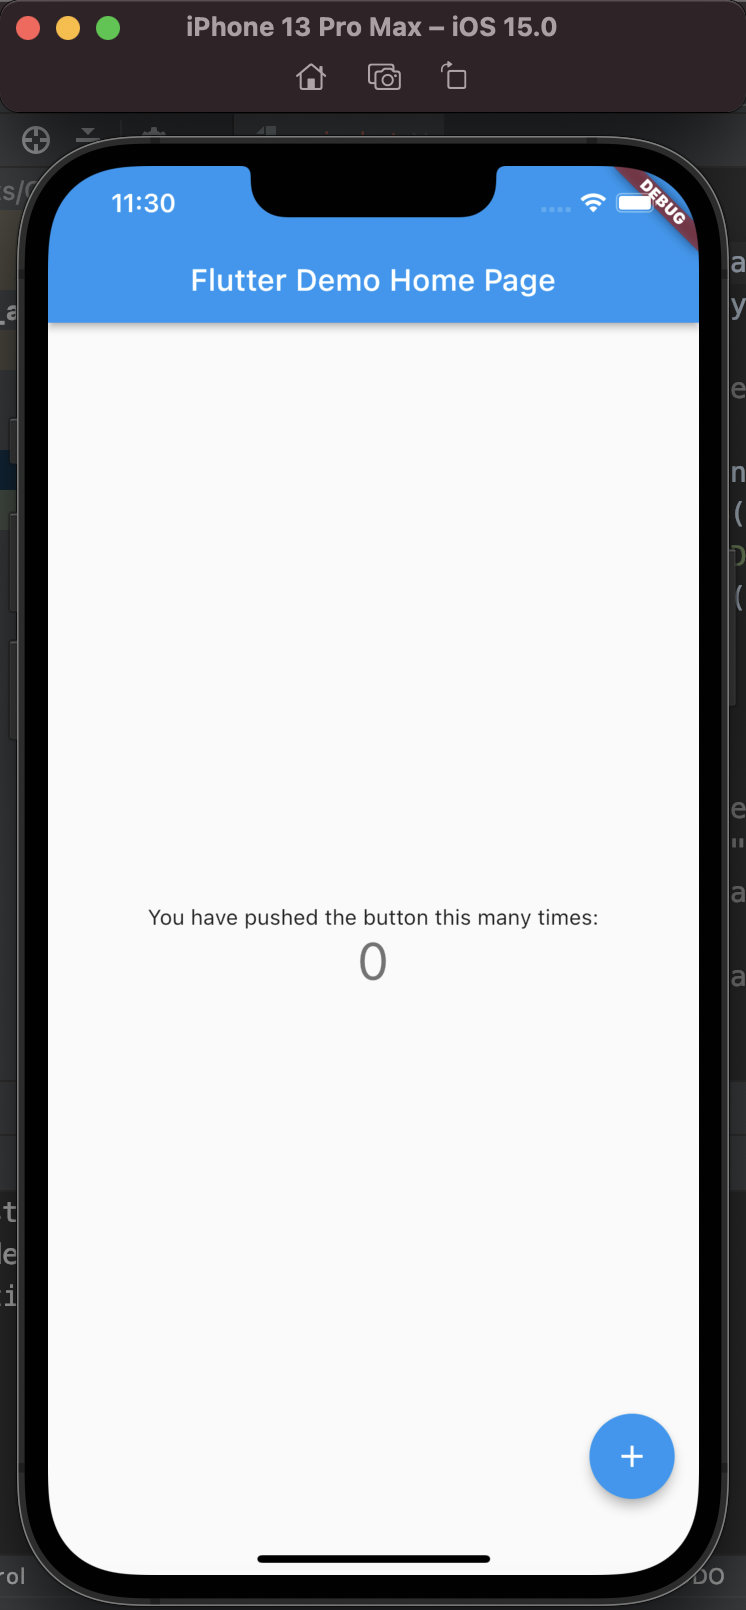 iPhone 13 Pro Max – iOS 15.0
11:30
DEBUG
Flutter Demo Home Page
You have pushed the button this many times:
0
+